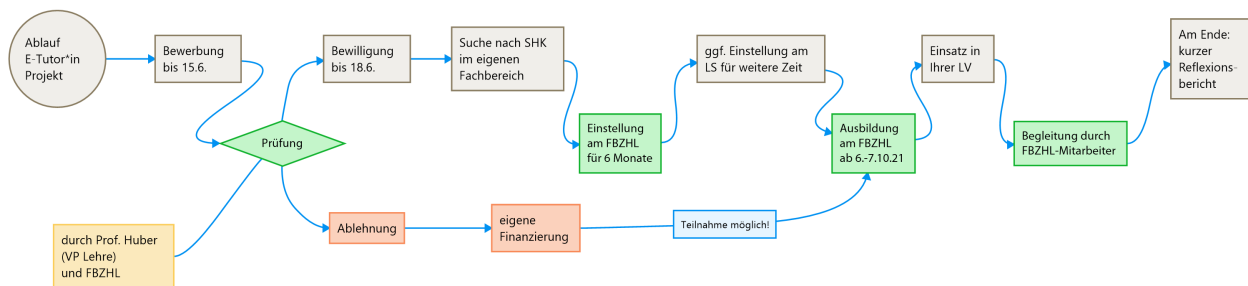 Ablauf
E-Tutor*in
Projekt
Bewerbung
bis 15.6.
Prüfung
durch Prof. Huber
(VP Lehre)
und FBZHL
Bewilligung
bis 18.6.
Suche nach SHK
im eigenen
Fachbereich
Einstellung
am FBZHL
für 6 Monate
ggf. Einstellung am
LS für weitere Zeit
Ausbildung
am FBZHL
ab 6.-7.10.21
Einsatz in
Ihrer LV
Begleitung durch
FBZHL-Mitarbeiter
Am Ende:
kurzer
Reflexions-
bericht
Ablehnung
eigene
Finanzierung
Teilnahme möglich!